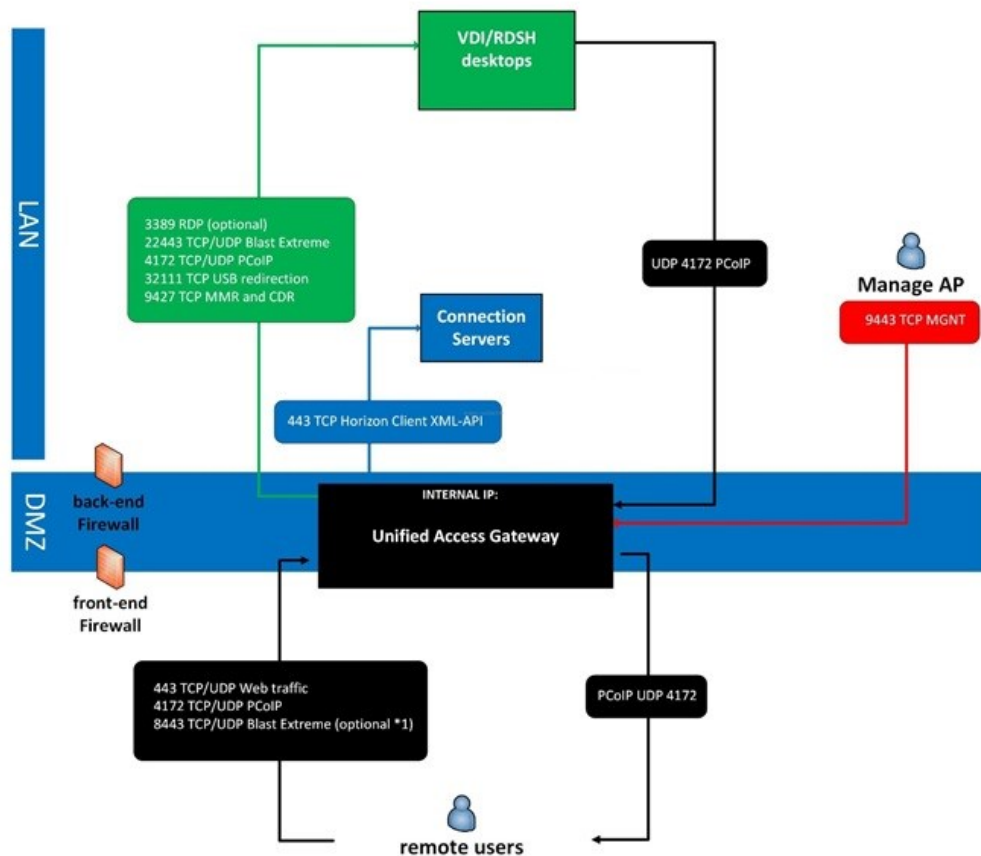 VDI/RDSH
desktops
LAN
3389 RDP (optional)
22443 TCP/UDP Blast Extreme
4172 TCP/UDP PCoIP
32111 TCP USB redirection
9427 TCP MMR and CDR
UDP 4172 PCoIP
Manage AP
9443 TCP MGNT
Connection
Servers
443 TCP Horizon Client XML-API
DMZ
back-end
Firewall
INTERNAL IP:
Unified Access Gateway
front-end
Firewall
443 TCP/UDP Web traffic
4172 TCP/UDP PCoIP
8443 TCP/UDP Blast Extreme (optional *1)
PCoIP UDP 4172
remote users